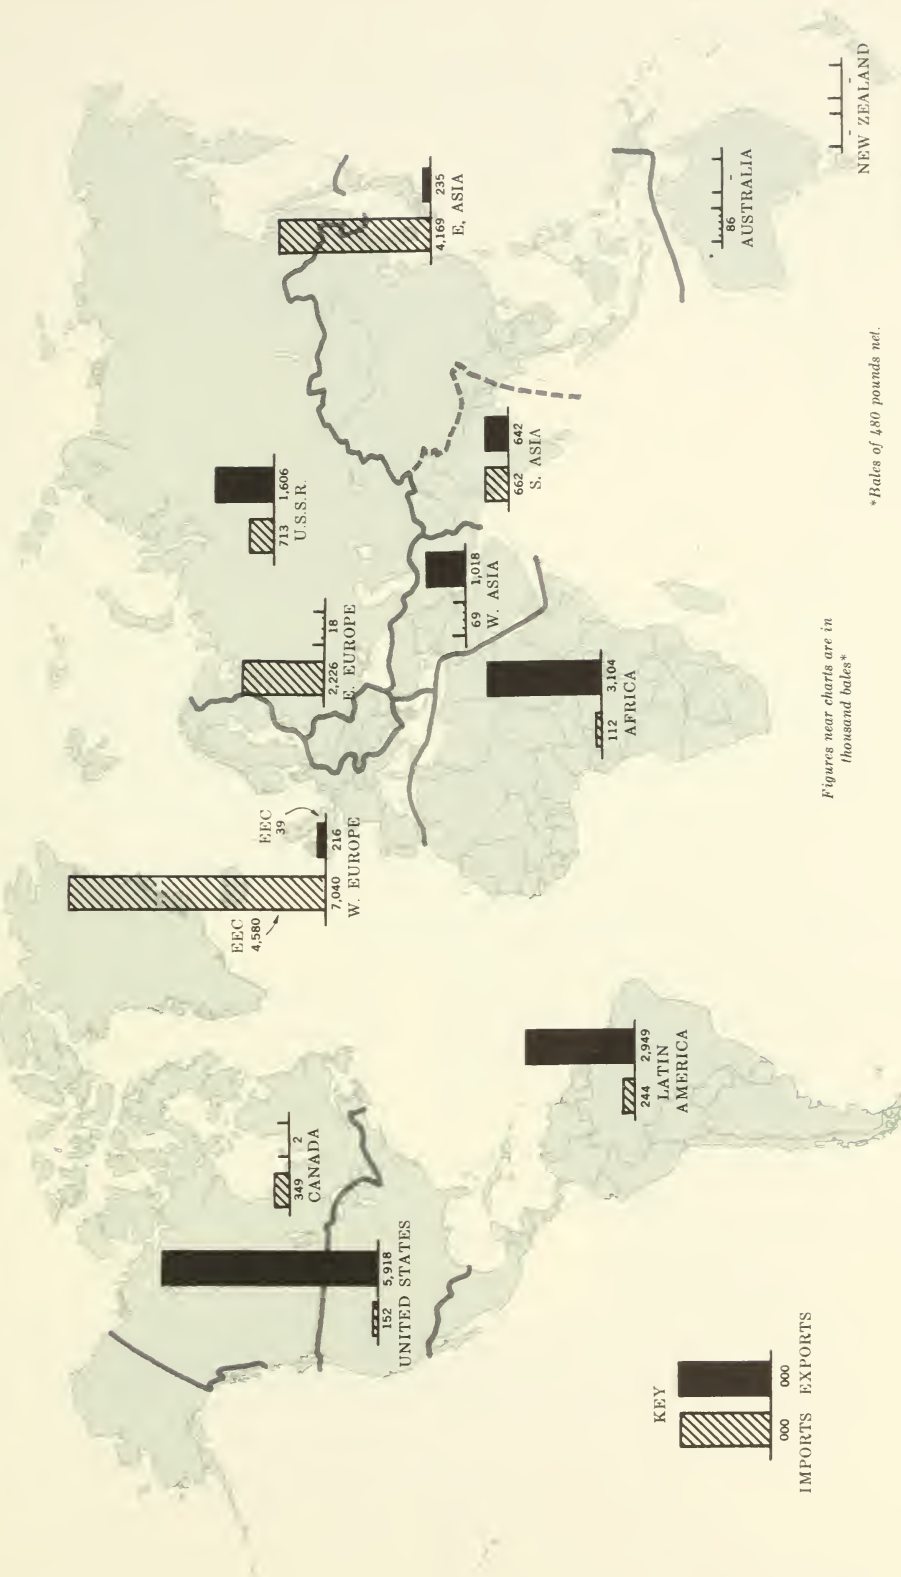 152 5,918
UNITED STATES
349 2
CANADA
EEC
4,580
EEC
39
7,040 216
W. EUROPE
2,226 18
E. EUROPE
713 1,606
U.S.S.R.
4,169 235
E. ASIA
69 1,018
W. ASIA
662 642
S. ASIA
244 2,949
LATIN
AMERICA
112 3,104
AFRICA
86 -
AUSTRALIA
- -
NEW ZEALAND
KEY
000 000
IMPORTS EXPORTS
Figures near charts are in
thousand bales*
*Bales of 480 pounds net.